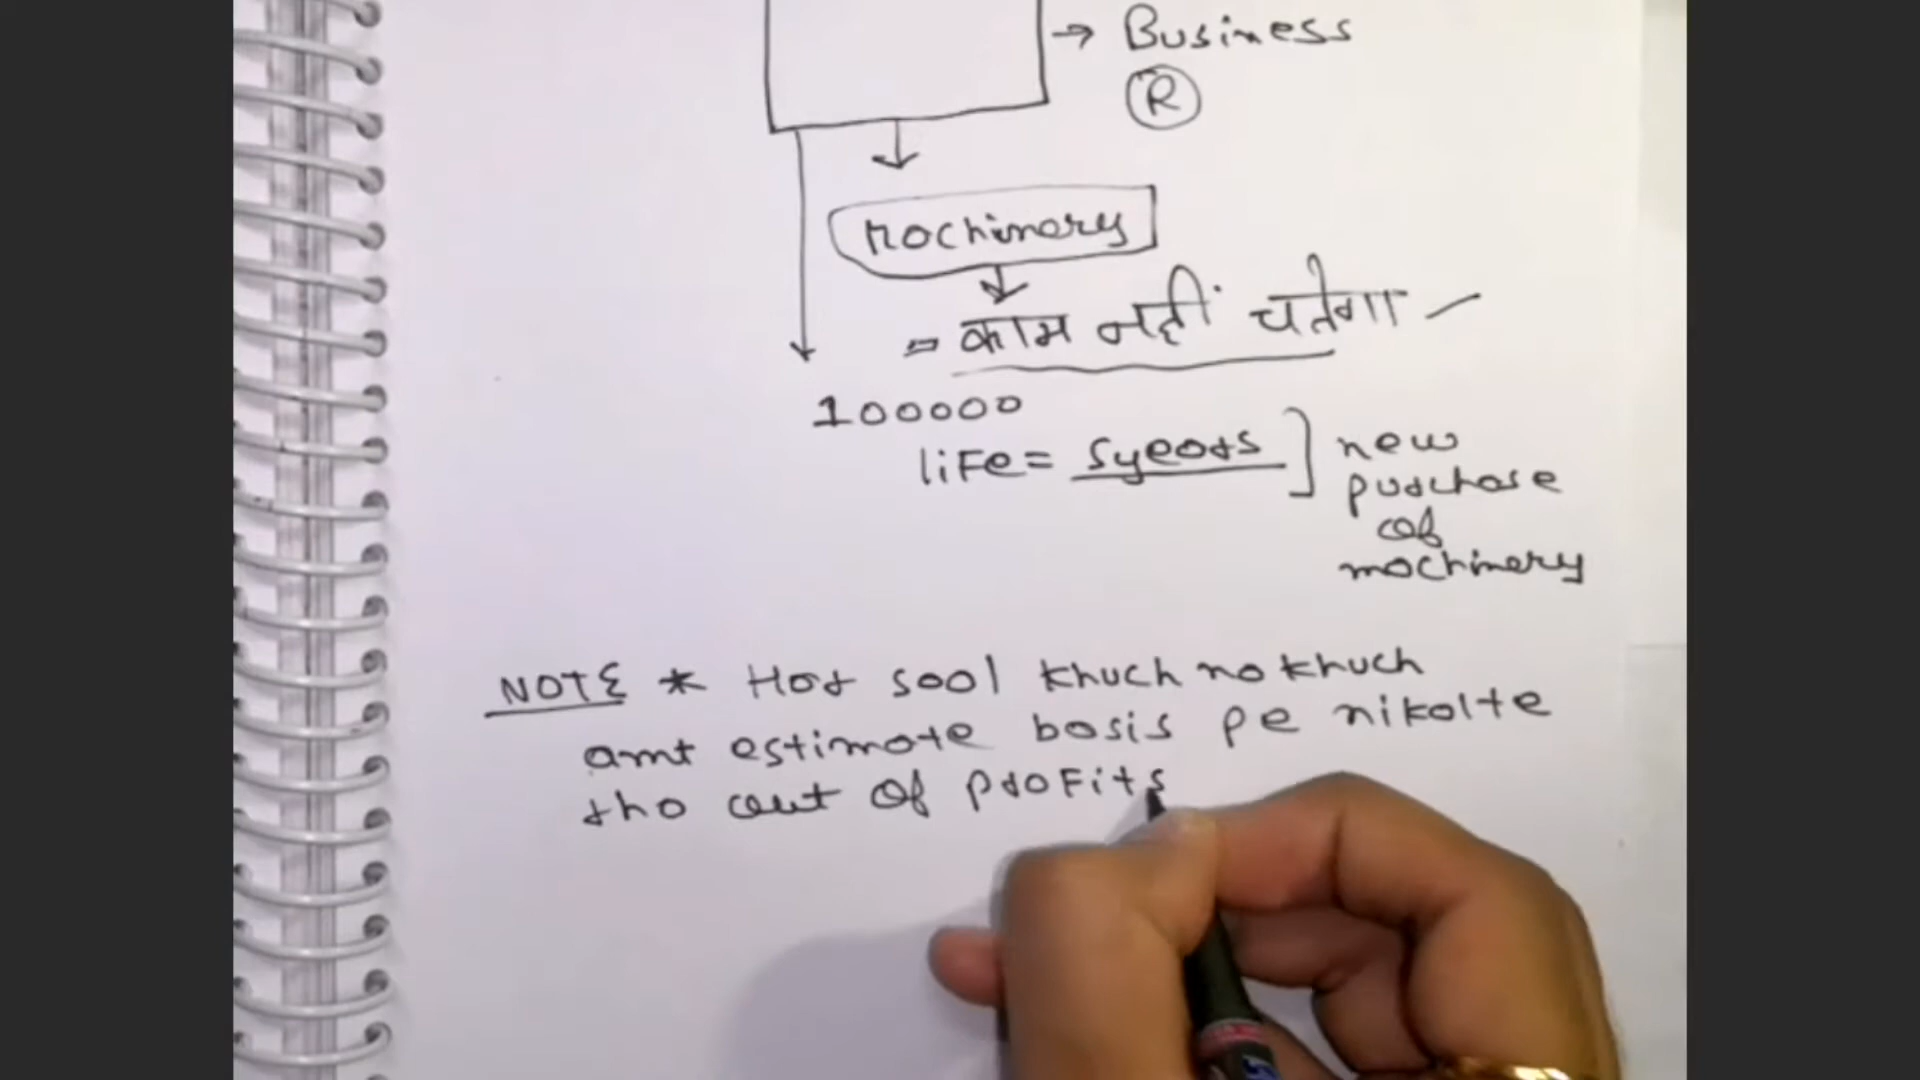 → Business
R
Machinery
= काम नहीं चलेगा –
100000
life = 5years
new
purchase
of
machinery
NOTE * Har saal khuch na khuch
amt estimate basis pe nikalte
rho out of profits